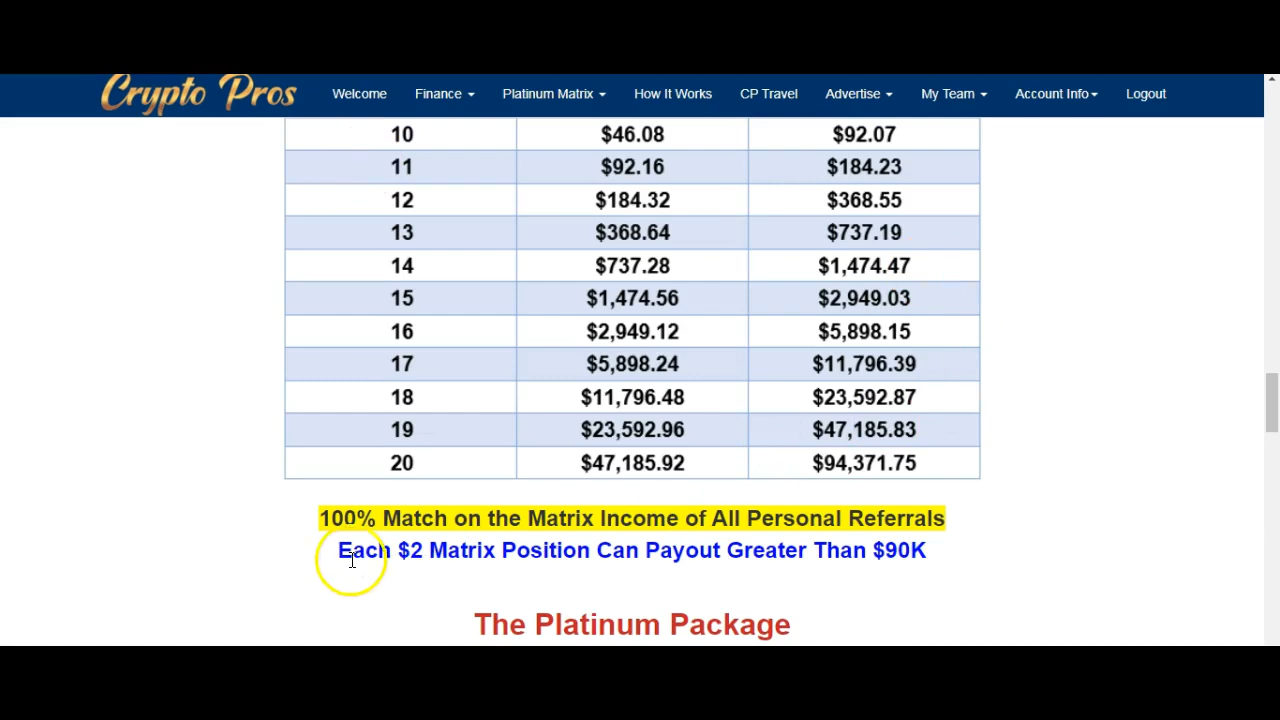 Crypto Pros Welcome Finance Platinum Matrix How It Works CP Travel Advertise My Team Account Info Logout
10 $46.08 $92.07
11 $92.16 $184.23
12 $184.32 $368.55
13 $368.64 $737.19
14 $737.28 $1,474.47
15 $1,474.56 $2,949.03
16 $2,949.12 $5,898.15
17 $5,898.24 $11,796.39
18 $11,796.48 $23,592.87
19 $23,592.96 $47,185.83
20 $47,185.92 $94,371.75
100% Match on the Matrix Income of All Personal Referrals
Each $2 Matrix Position Can Payout Greater Than $90K
The Platinum Package